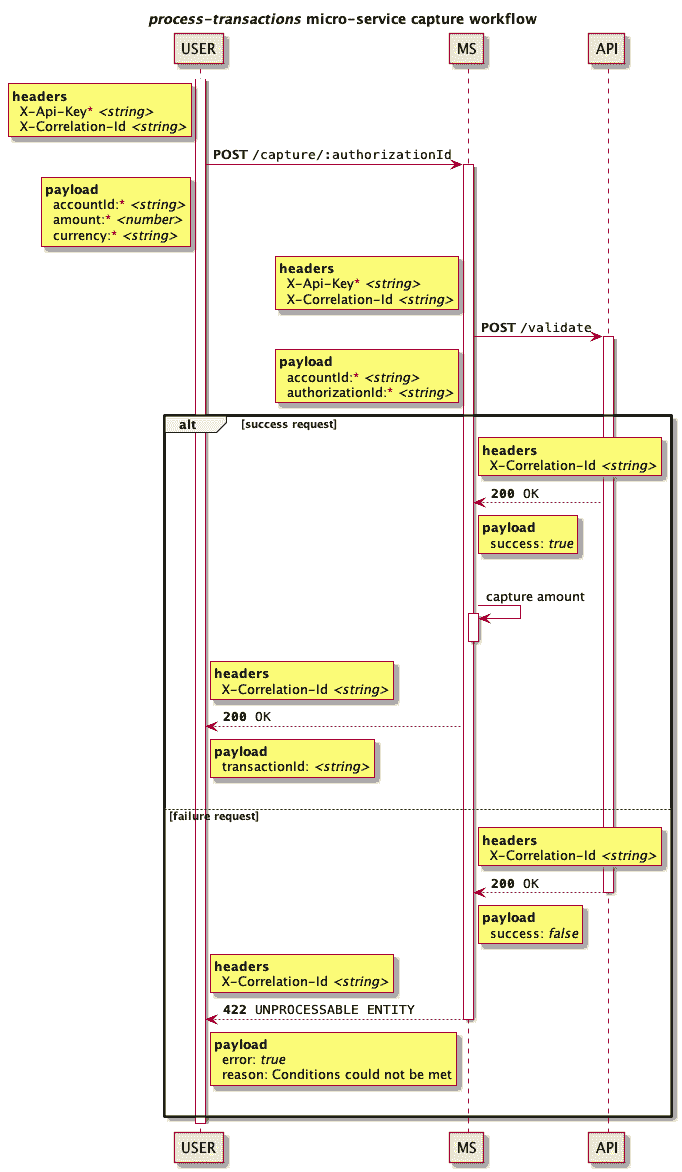 process-transactions micro-service capture workflow
USER MS API
headers
X-Api-Key* <string>
X-Correlation-Id <string>
POST /capture/:authorizationId
payload
accountId:* <string>
amount:* <number>
currency:* <string>
headers
X-Api-Key* <string>
X-Correlation-Id <string>
POST /validate
payload
accountId:* <string>
authorizationId:* <string>
alt [success request]
headers
X-Correlation-Id <string>
200 OK
payload
success: true
capture amount
headers
X-Correlation-Id <string>
200 OK
payload
transactionId: <string>
[failure request]
headers
X-Correlation-Id <string>
200 OK
payload
success: false
headers
X-Correlation-Id <string>
422 UNPROCESSABLE ENTITY
payload
error: true
reason: Conditions could not be met
USER MS API